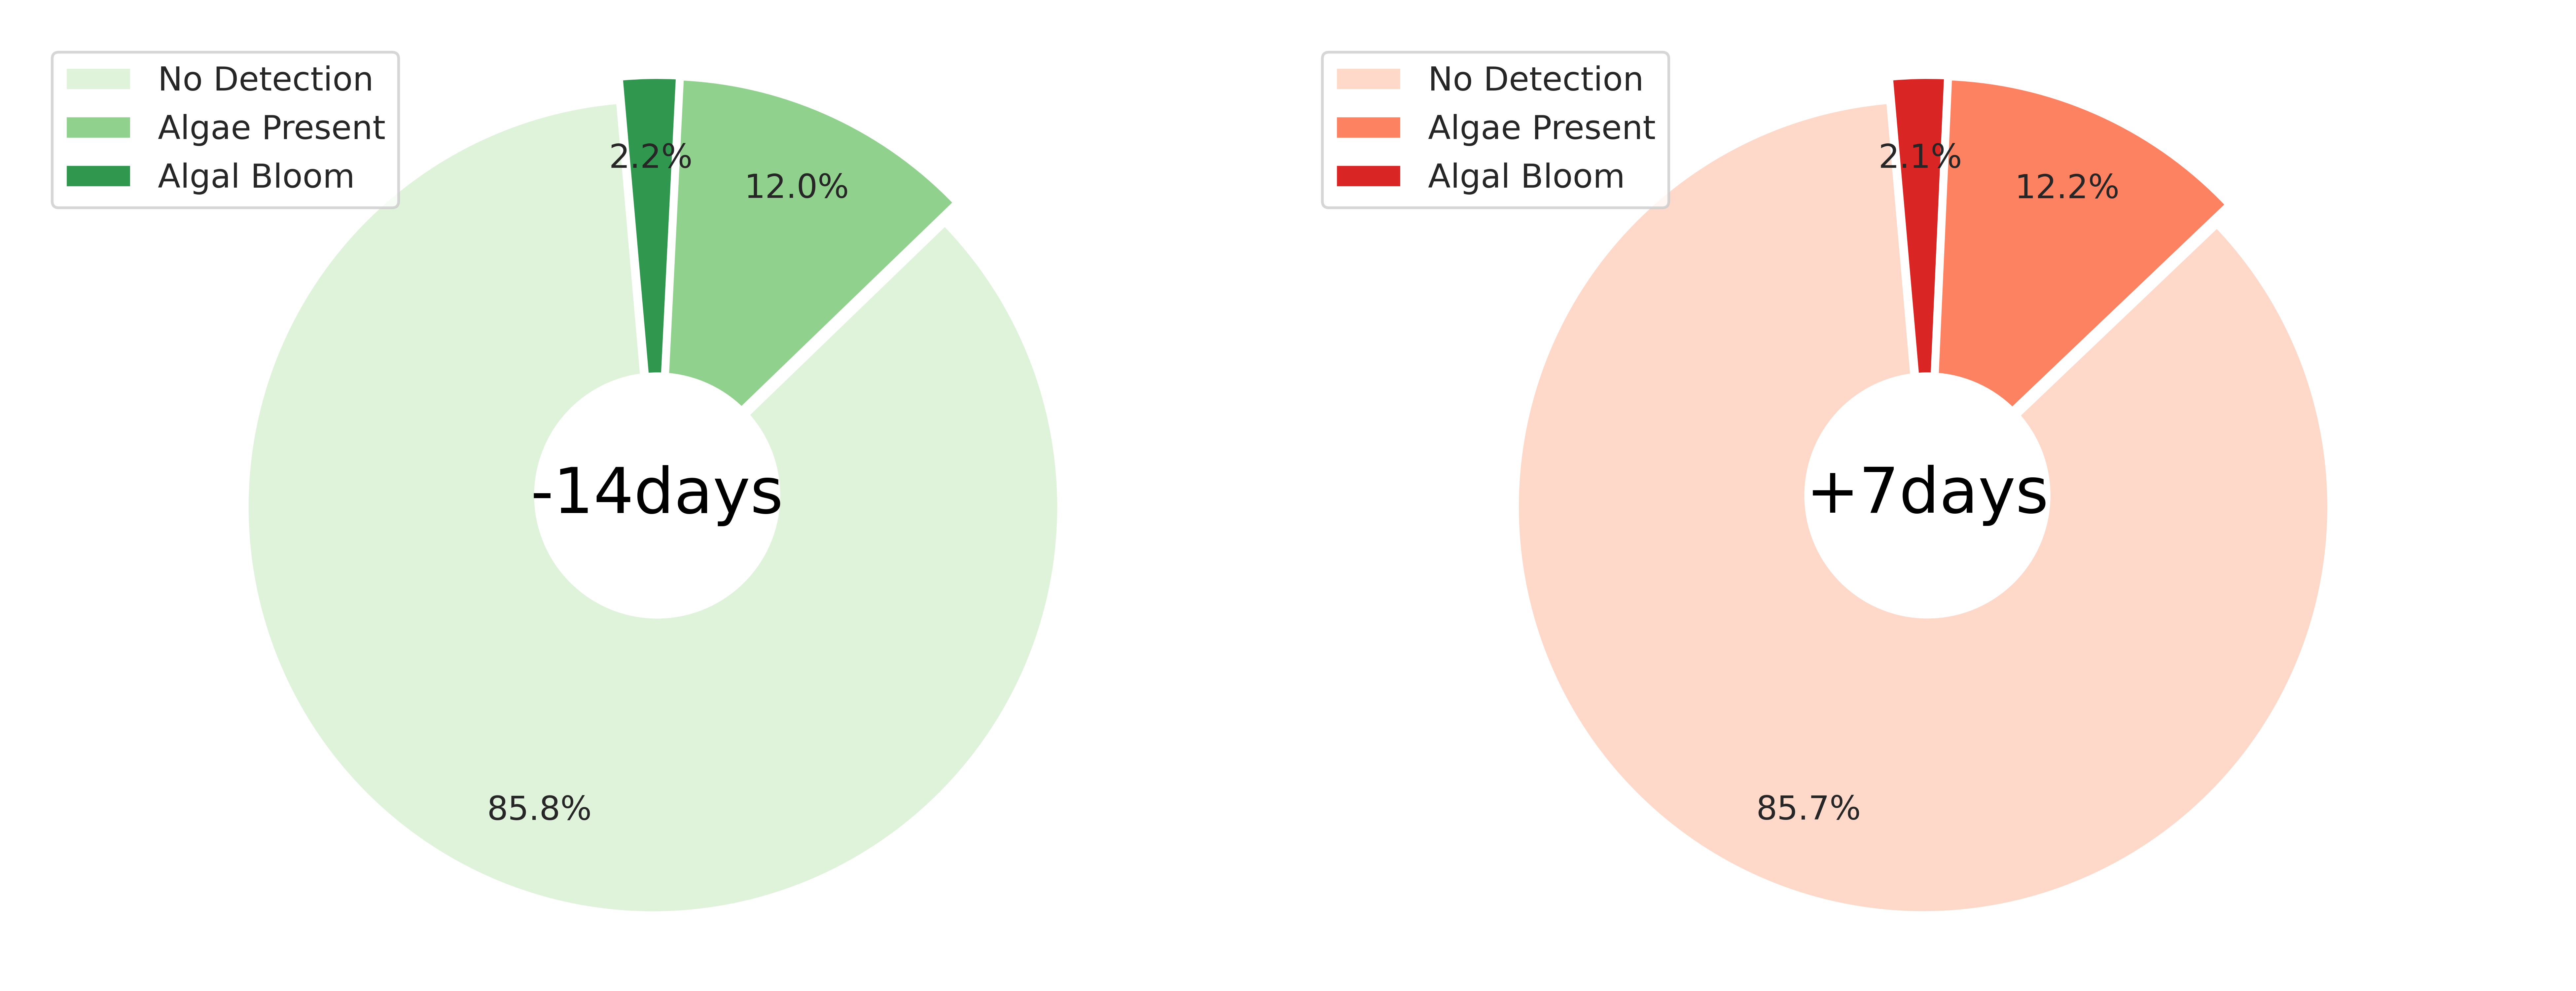 No Detection
Algae Present
Algal Bloom
2.2%
12.0%
-14days
85.8%
No Detection
Algae Present
Algal Bloom
2.1%
12.2%
+7days
85.7%